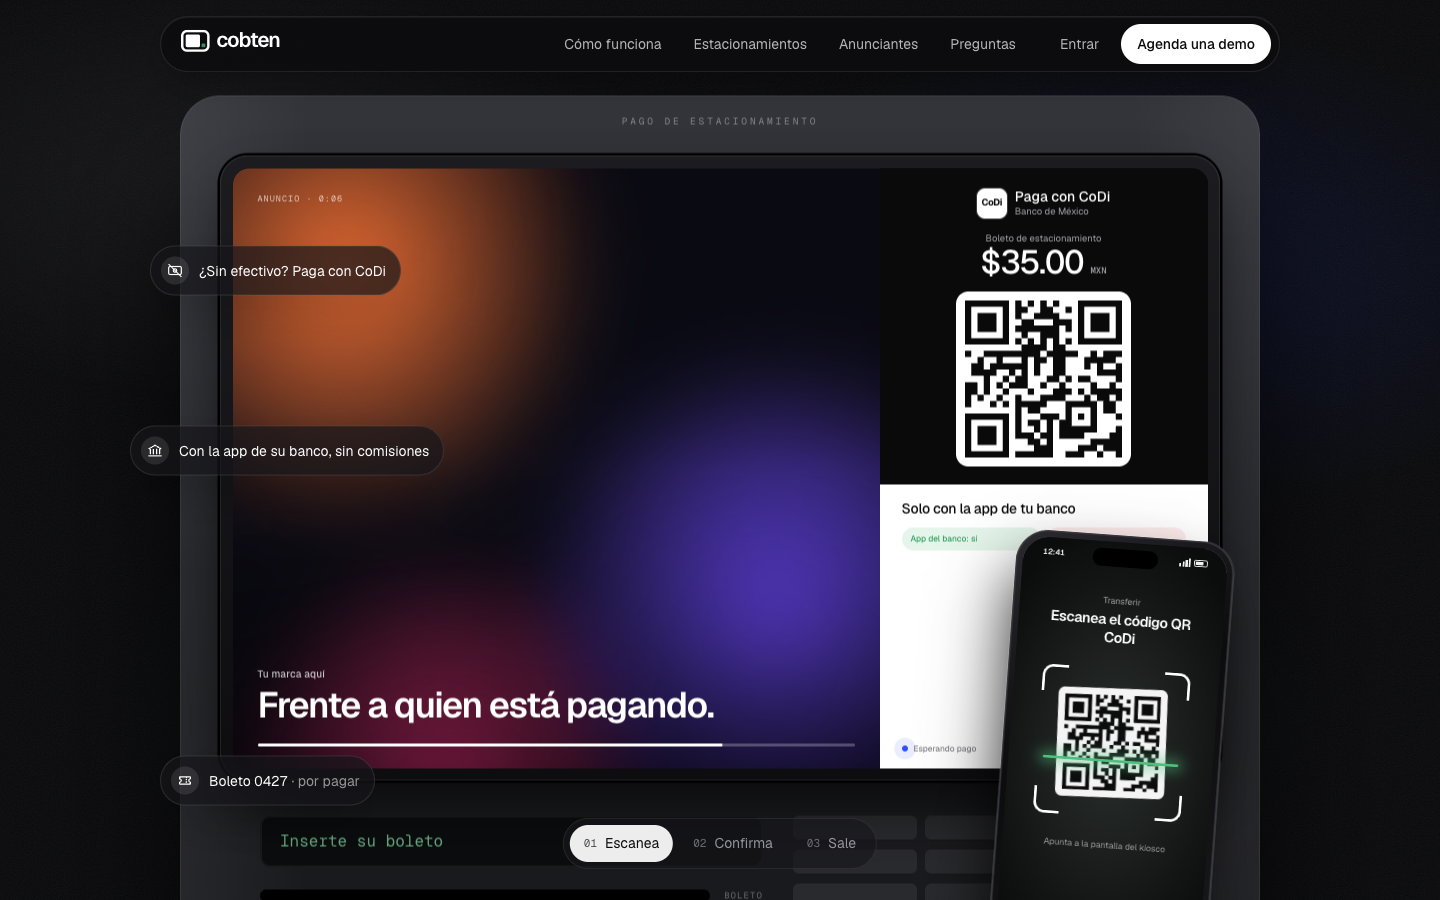 cobten
Cómo funciona
Estacionamientos
Anunciantes
Preguntas
Entrar
Agenda una demo
PAGO DE ESTACIONAMIENTO
ANUNCIO · 0:06
CoDi
Paga con CoDi
Banco de México
Boleto de estacionamiento
$35.00 MXN
¿Sin efectivo? Paga con CoDi
Con la app de su banco, sin comisiones
Solo con la app de tu banco
App del banco: sí
12:41
Transferir
Escanea el código QR
CoDi
Tu marca aquí
Frente a quien está pagando.
Esperando pago
Boleto 0427 · por pagar
Inserte su boleto
01 Escanea
02 Confirma
03 Sale
Apunta a la pantalla del kiosco
BOLETO